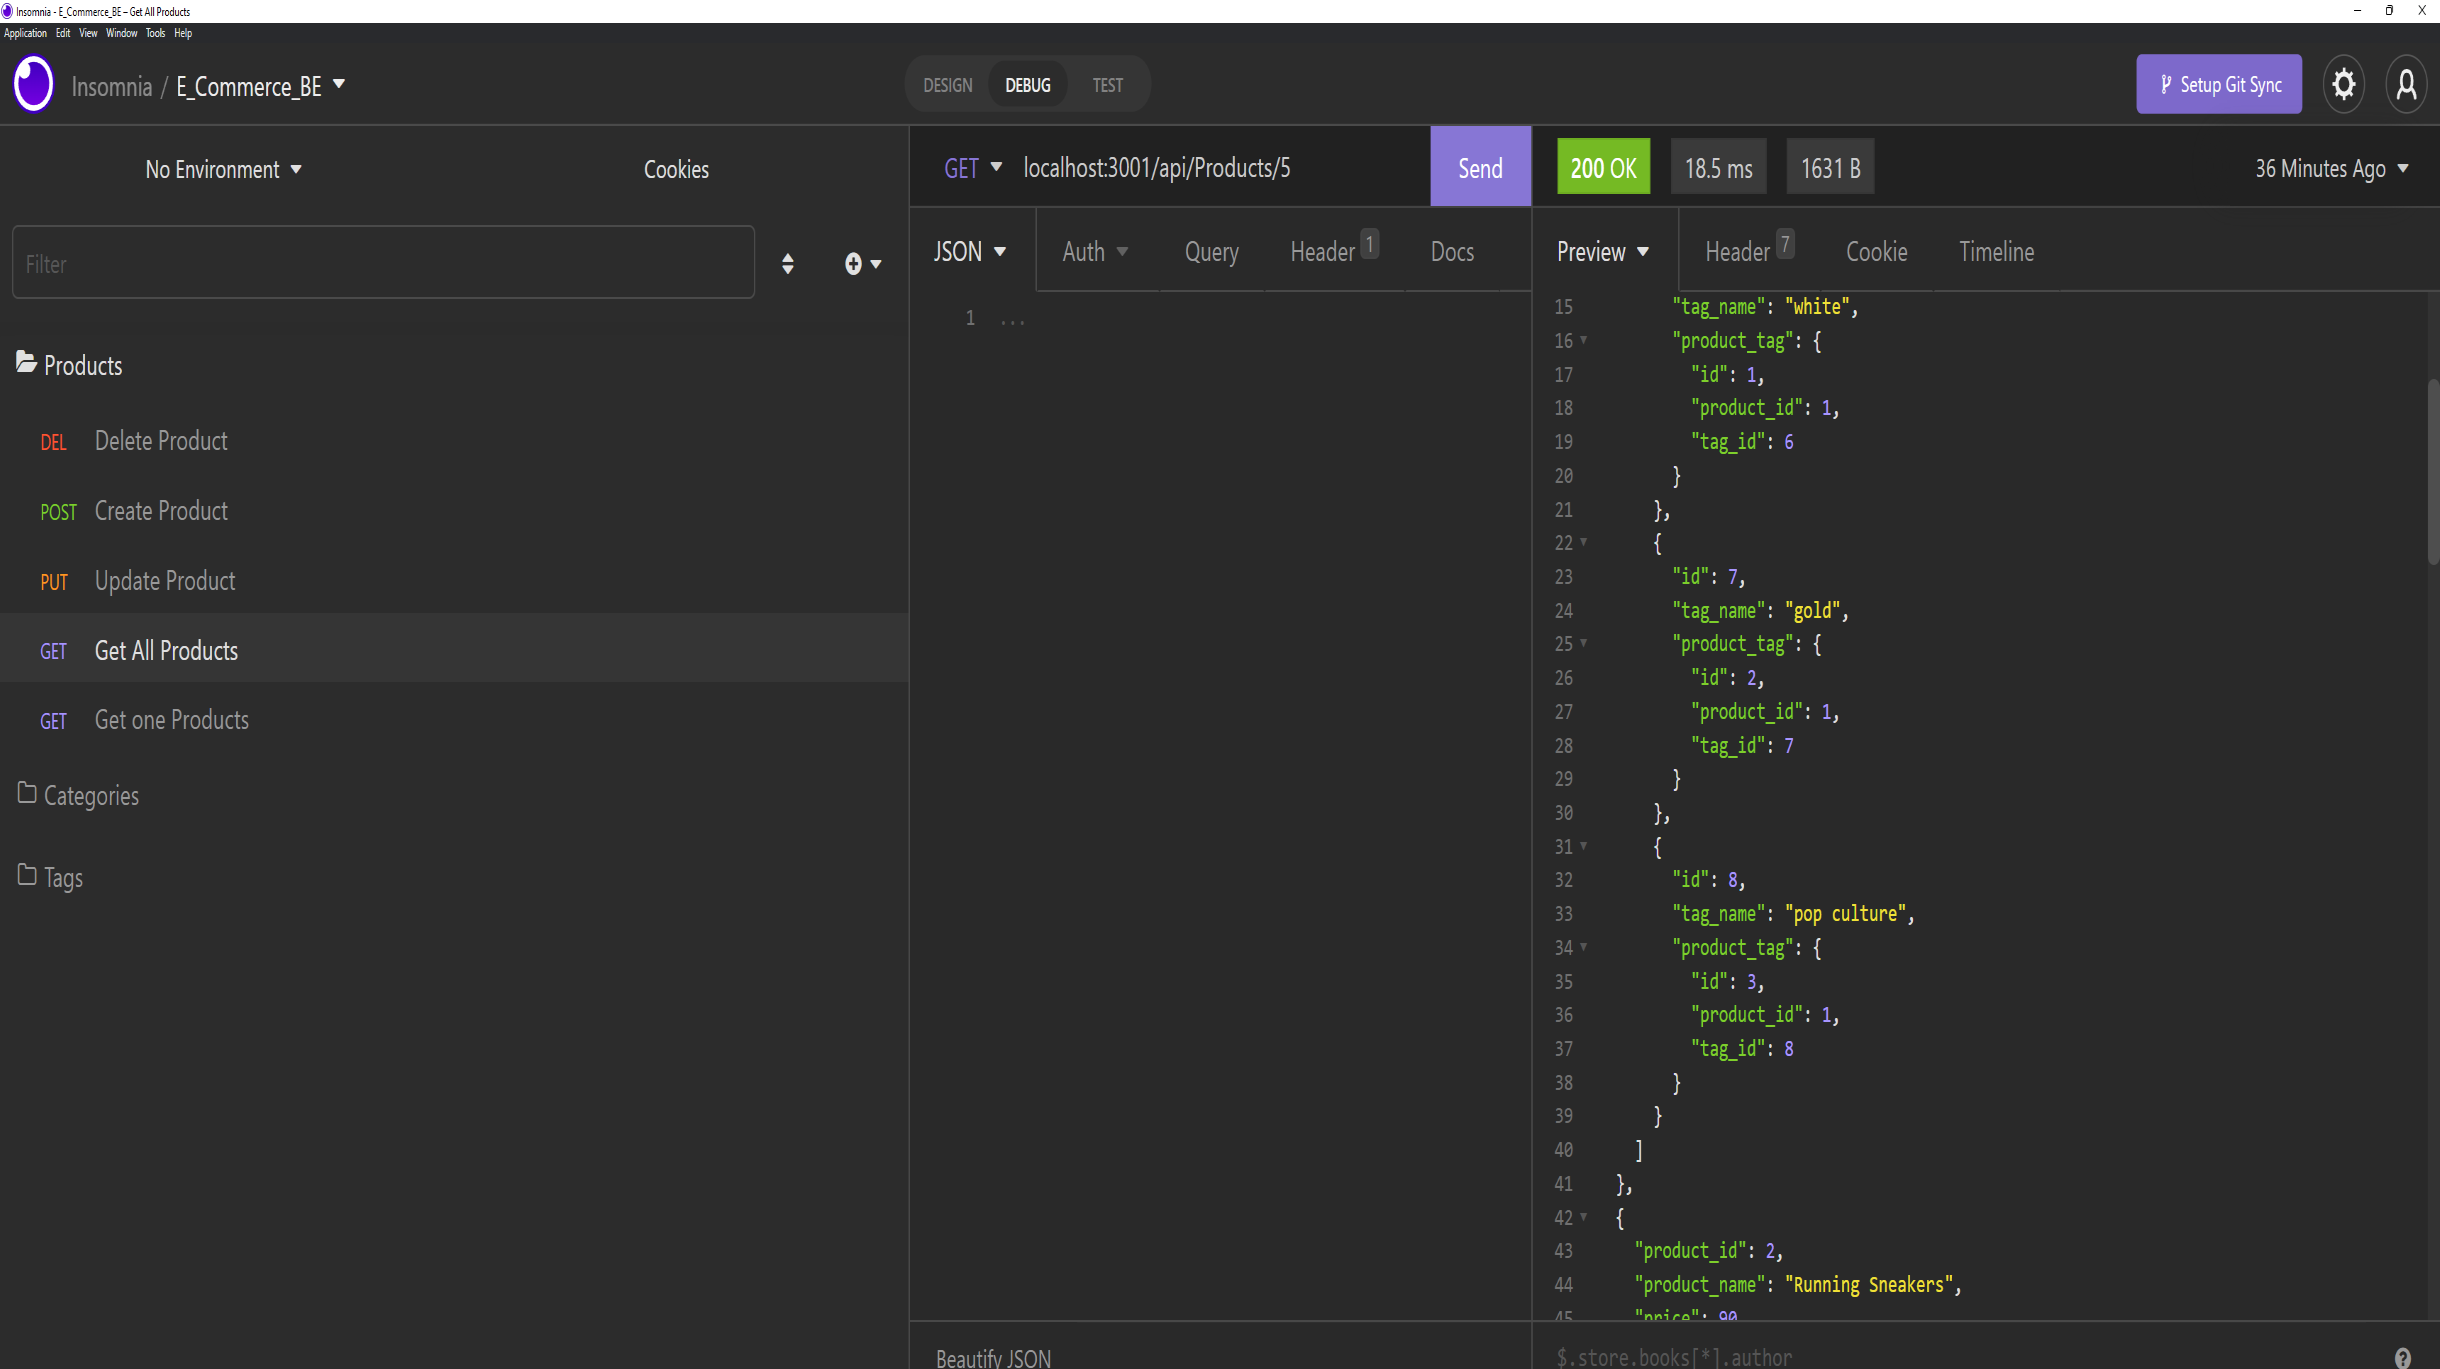 Insomnia - E_Commerce_BE – Get All Products
Application Edit View Window Tools Help
Insomnia / E_Commerce_BE
DESIGN DEBUG TEST
Setup Git Sync
No Environment
Cookies
Filter
Products
DEL Delete Product
POST Create Product
PUT Update Product
GET Get All Products
GET Get one Products
Categories
Tags
GET localhost:3001/api/Products/5 Send
JSON Auth Query Header 1 Docs
1 ...
Beautify JSON
200 OK 18.5 ms 1631 B 36 Minutes Ago
Preview Header 7 Cookie Timeline
15 "tag_name": "white",
16 "product_tag": {
17 "id": 1,
18 "product_id": 1,
19 "tag_id": 6
20 }
21 },
22 {
23 "id": 7,
24 "tag_name": "gold",
25 "product_tag": {
26 "id": 2,
27 "product_id": 1,
28 "tag_id": 7
29 }
30 },
31 {
32 "id": 8,
33 "tag_name": "pop culture",
34 "product_tag": {
35 "id": 3,
36 "product_id": 1,
37 "tag_id": 8
38 }
39 }
40 ]
41 },
42 {
43 "product_id": 2,
44 "product_name": "Running Sneakers",
45 "price": 90
$.store.books[*].author